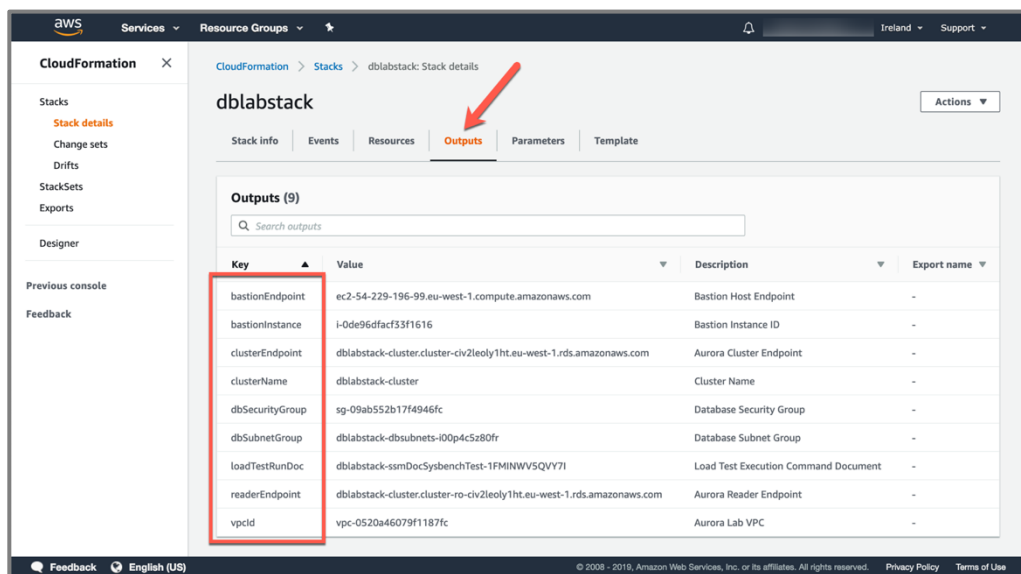 aws Services Resource Groups Ireland Support
CloudFormation ×
CloudFormation > Stacks > dblabstack: Stack details
Stacks
Stack details
Change sets
Drifts
StackSets
Exports
Designer
Previous console
Feedback
dblabstack
Actions
Stack info Events Resources Outputs Parameters Template
Outputs (9)
Search outputs
Key Value Description Export name
bastionEndpoint ec2-54-229-196-99.eu-west-1.compute.amazonaws.com Bastion Host Endpoint -
bastionInstance i-0de96dfacf33f1616 Bastion Instance ID -
clusterEndpoint dblabstack-cluster.cluster-civ2leoly1ht.eu-west-1.rds.amazonaws.com Aurora Cluster Endpoint -
clusterName dblabstack-cluster Cluster Name -
dbSecurityGroup sg-09ab552b17f4946fc Database Security Group -
dbSubnetGroup dblabstack-dbsubnets-i00p4c5z80fr Database Subnet Group -
loadTestRunDoc dblabstack-ssmDocSysbenchTest-1FMINWV5QVY7I Load Test Execution Command Document -
readerEndpoint dblabstack-cluster.cluster-ro-civ2leoly1ht.eu-west-1.rds.amazonaws.com Aurora Reader Endpoint -
vpcId vpc-0520a46079f1187fc Aurora Lab VPC -
Feedback English (US) © 2008 - 2019, Amazon Web Services, Inc. or its affiliates. All rights reserved. Privacy Policy Terms of Use